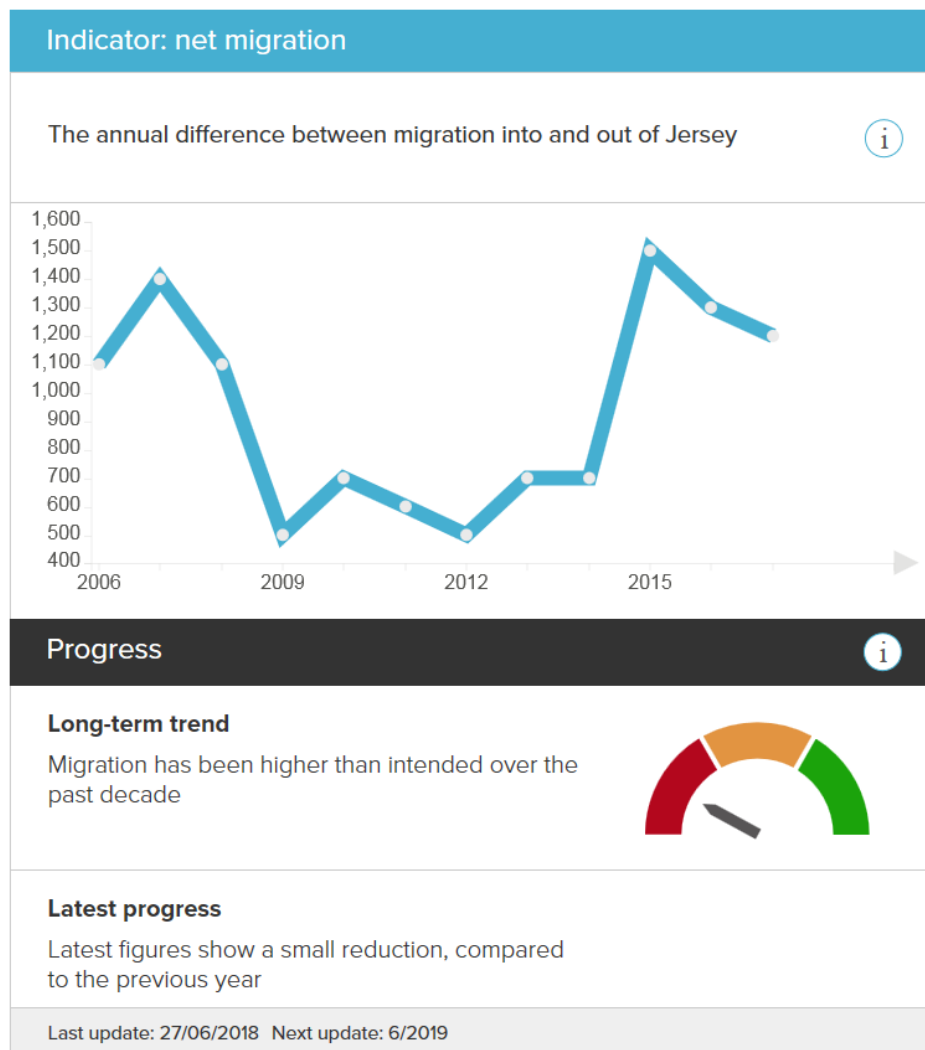 Indicator: net migration
The annual difference between migration into and out of Jersey
i
1,600
1,500
1,400
1,300
1,200
1,100
1,000
900
800
700
600
500
400
2006 2009 2012 2015
Progress
i
Long-term trend
Migration has been higher than intended over the
past decade
Latest progress
Latest figures show a small reduction, compared
to the previous year
Last update: 27/06/2018 Next update: 6/2019